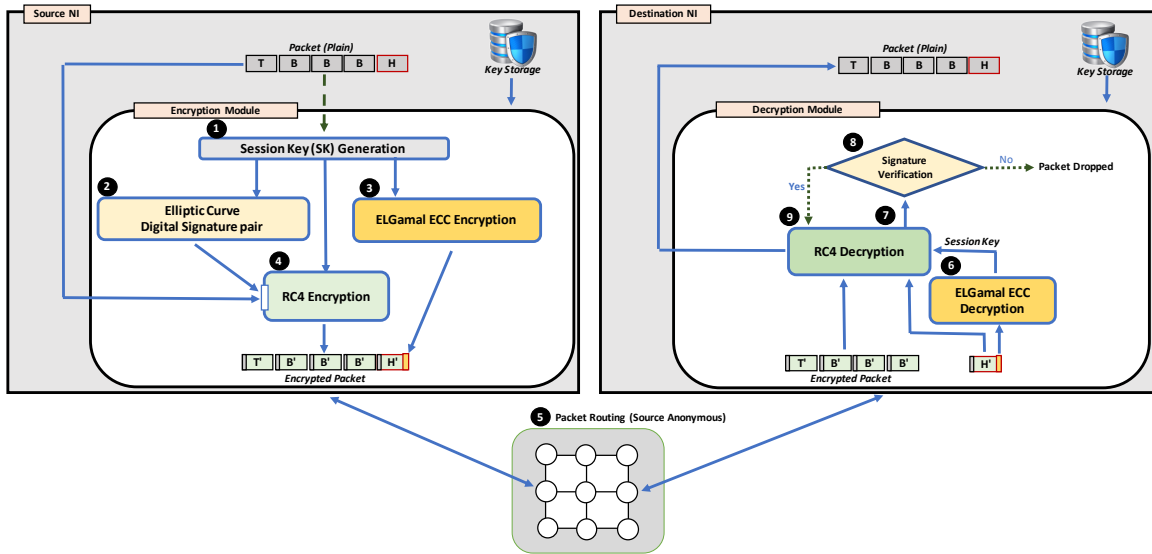 Source NI
Packet (Plain)
T B B B H
Key Storage
Encryption Module
1
Session Key (SK) Generation
2
Elliptic Curve
Digital Signature pair
3
ELGamal ECC Encryption
4
RC4 Encryption
T' B' B' B' H'
Encrypted Packet
Destination NI
Packet (Plain)
T B B B H
Key Storage
Decryption Module
8
Signature
Verification
No
Packet Dropped
Yes
9
7
RC4 Decryption
Session Key
6
ELGamal ECC
Decryption
T' B' B' B'
H'
Encrypted Packet
5 Packet Routing (Source Anonymous)